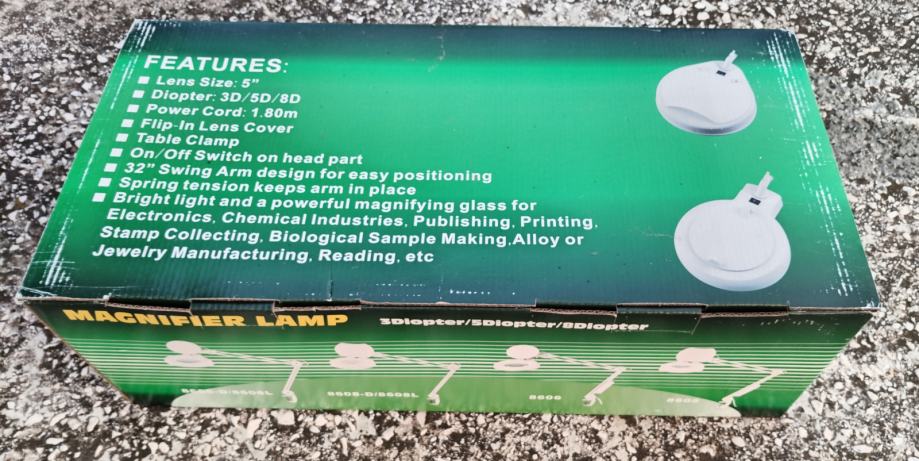 FEATURES:
Lens Size: 5"
Diopter: 3D/5D/8D
Power Cord: 1.80m
Flip-In Lens Cover
Table Clamp
On/Off Switch on head part
32" Swing Arm design for easy positioning
Spring tension keeps arm in place
Bright light and a powerful magnifying glass for
Electronics, Chemical Industries, Publishing, Printing,
Stamp Collecting, Biological Sample Making,Alloy or
Jewelry Manufacturing, Reading, etc
MAGNIFIER LAMP 3Diopter/5Diopter/8Diopter
8606